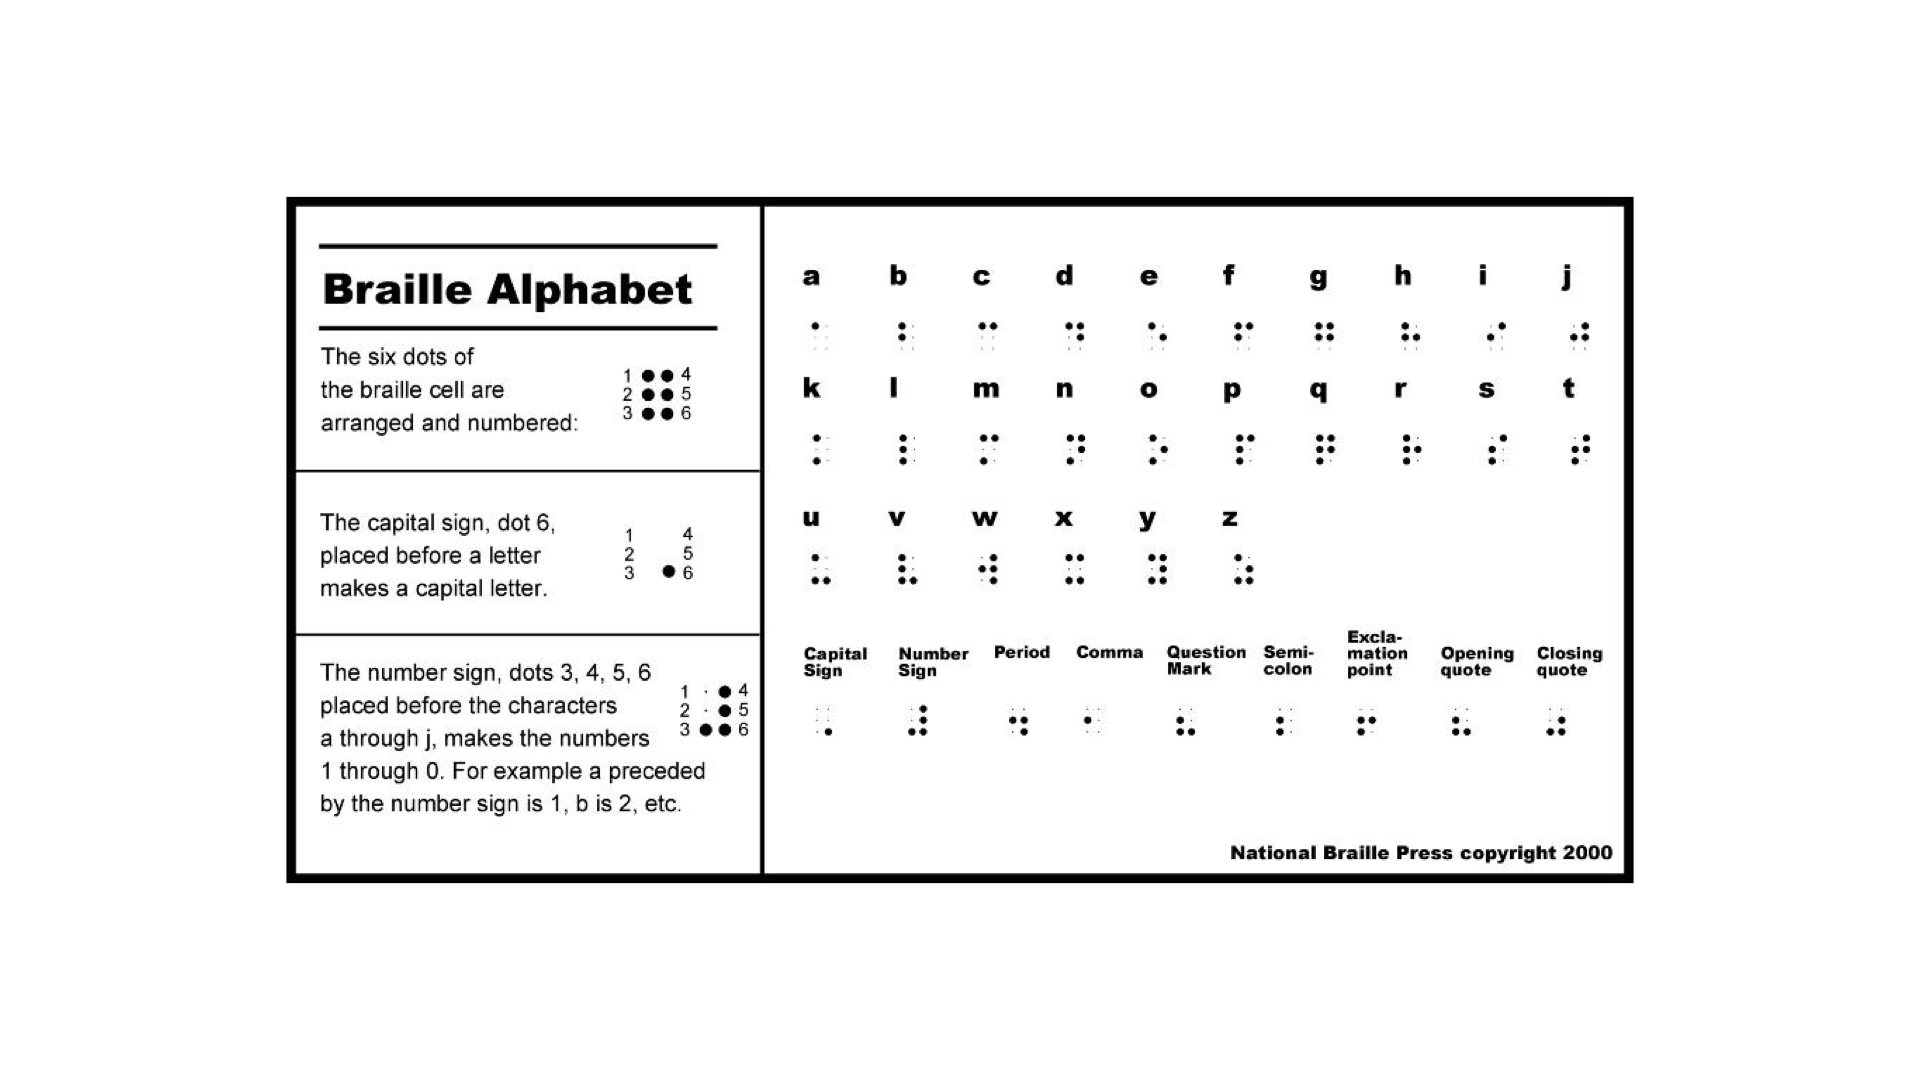 Braille Alphabet
The six dots of
the braille cell are
arranged and numbered:
1 4
2 5
3 6
The capital sign, dot 6,
placed before a letter
makes a capital letter.
1 4
2 5
3 6
The number sign, dots 3, 4, 5, 6
placed before the characters
a through j, makes the numbers
1 through 0. For example a preceded
by the number sign is 1, b is 2, etc.
1 4
2 5
3 6
a b c d e f g h i j
⠁ ⠃ ⠉ ⠙ ⠑ ⠋ ⠛ ⠓ ⠊ ⠚
k l m n o p q r s t
⠅ ⠇ ⠍ ⠝ ⠕ ⠏ ⠟ ⠗ ⠎ ⠞
u v w x y z
⠥ ⠧ ⠺ ⠭ ⠽ ⠵
Capital Sign
Number Sign
Period
Comma
Question Mark
Semi-colon
Excla-mation point
Opening quote
Closing quote
⠠ ⠼ ⠲ ⠂ ⠦ ⠆ ⠖ ⠦ ⠴
National Braille Press copyright 2000